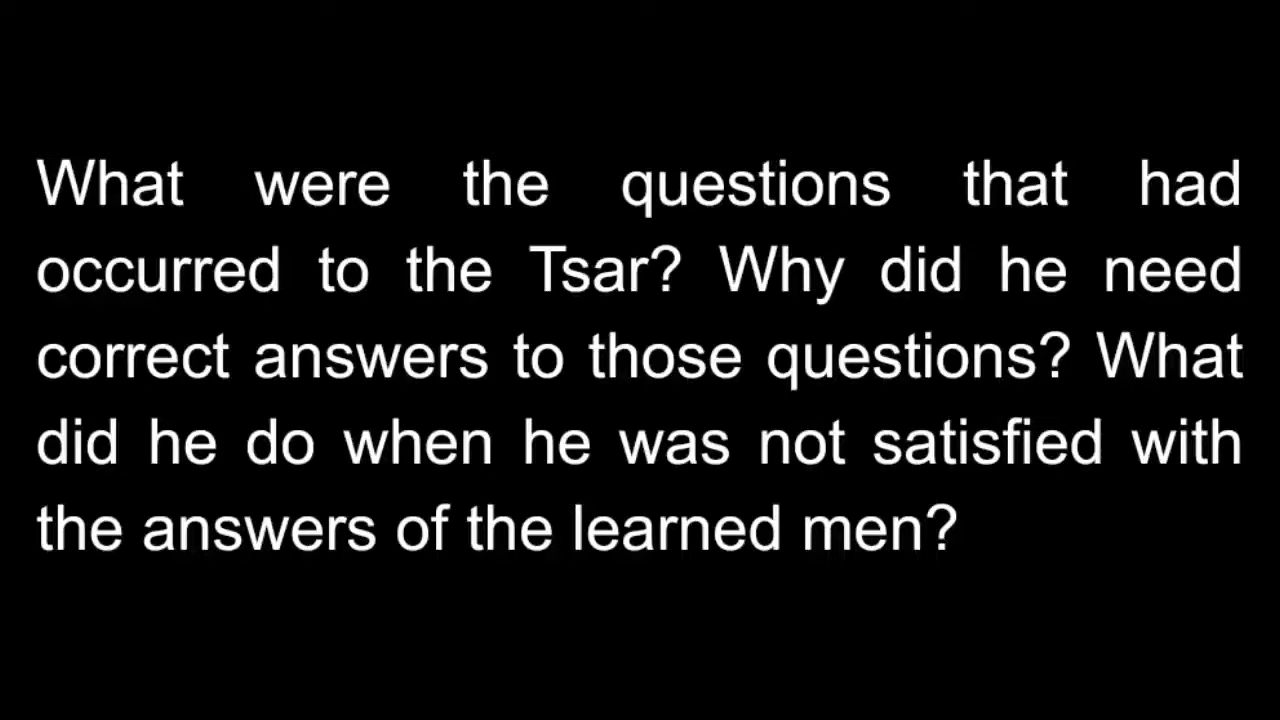 What were the questions that had
occurred to the Tsar? Why did he need
correct answers to those questions? What
did he do when he was not satisfied with
the answers of the learned men?